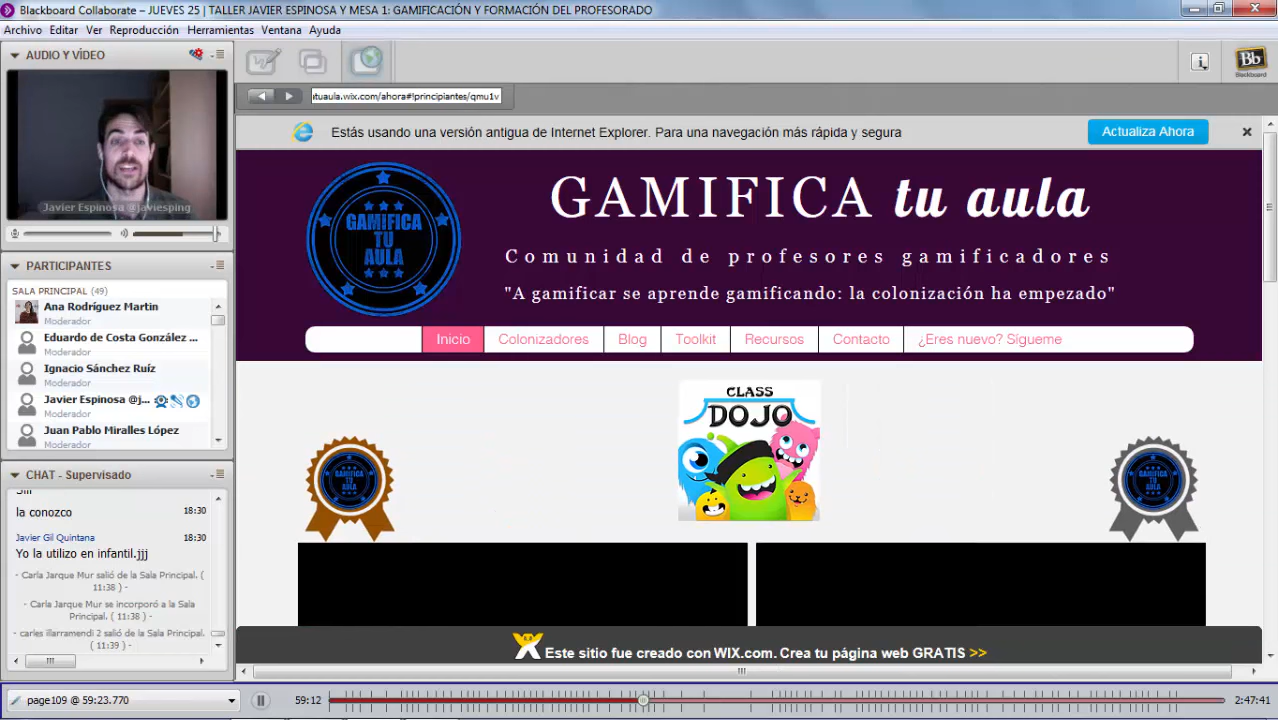 Blackboard Collaborate – JUEVES 25 | TALLER JAVIER ESPINOSA Y MESA 1: GAMIFICACIÓN Y FORMACIÓN DEL PROFESORADO
Archivo Editar Ver Reproducción Herramientas Ventana Ayuda
AUDIO Y VÍDEO
Javier Espinosa @javiesping
PARTICIPANTES
SALA PRINCIPAL (49)
Ana Rodríguez Martin
Moderador
Eduardo de Costa González ...
Moderador
Ignacio Sánchez Ruíz
Moderador
Javier Espinosa @j...
Moderador
Juan Pablo Miralles López
Moderador
CHAT - Supervisado
la conozco 18:30
Javier Gil Quintana 18:30
Yo la utilizo en infantil.jjj
- Carla Jarque Mur salió de la Sala Principal. (
11:38 ) -
- Carla Jarque Mur se incorporó a la Sala
Principal. ( 11:38 ) -
- carles illarramendi 2 salió de la Sala Principal.
( 11:39 ) -
page109 @ 59:23.770
59:12
2:47:41
Bb
Blackboard
tuaula.wix.com/ahora#!principiantes/qmu1v
Estás usando una versión antigua de Internet Explorer. Para una navegación más rápida y segura
Actualiza Ahora
GAMIFICA
TU
AULA
GAMIFICA tu aula
Comunidad de profesores gamificadores
"A gamificar se aprende gamificando: la colonización ha empezado"
Inicio Colonizadores Blog Toolkit Recursos Contacto ¿Eres nuevo? Sígueme
CLASS
DOJO
GAMIFICA
TU
AULA
GAMIFICA
TU
AULA
Este sitio fue creado con WIX.com. Crea tu página web GRATIS >>